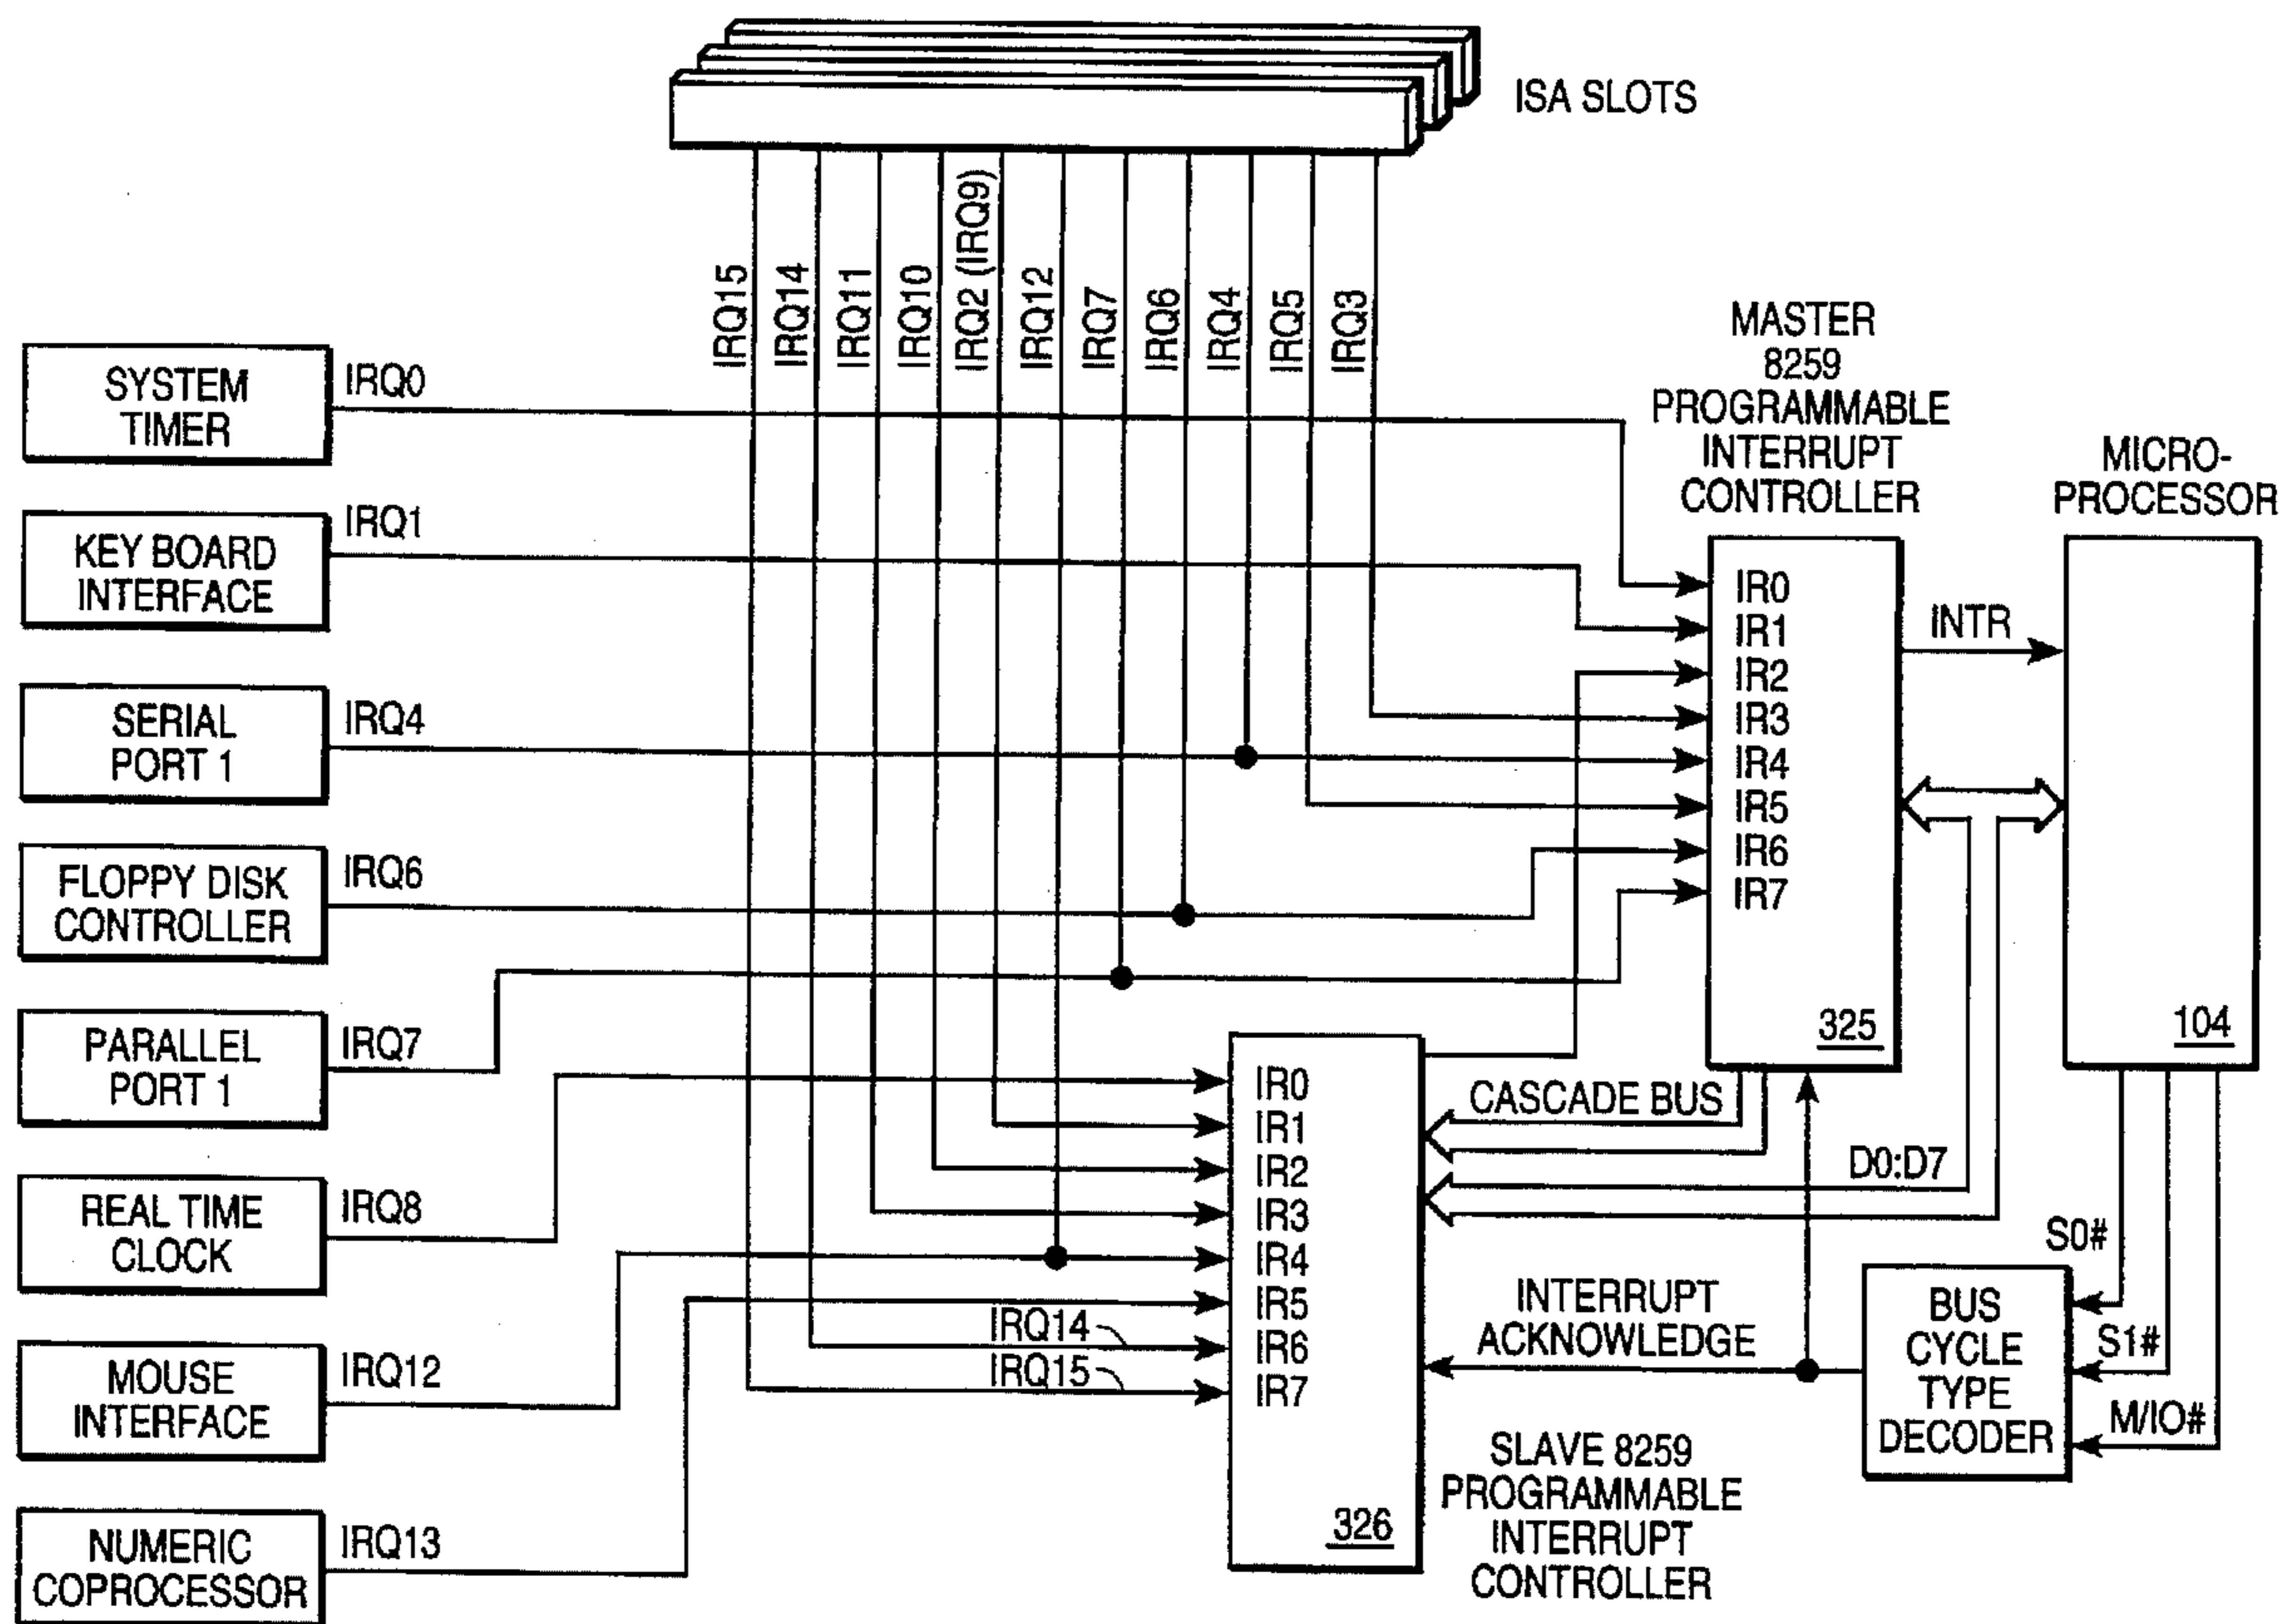 ISA SLOTS
IRQ15
IRQ14
IRQ11
IRQ10
IRQ2 (IRQ9)
IRQ12
IRQ7
IRQ6
IRQ4
IRQ5
IRQ3
SYSTEM
TIMER
IRQ0
KEY BOARD
INTERFACE
IRQ1
SERIAL
PORT 1
IRQ4
FLOPPY DISK
CONTROLLER
IRQ6
PARALLEL
PORT 1
IRQ7
REAL TIME
CLOCK
IRQ8
MOUSE
INTERFACE
IRQ12
NUMERIC
COPROCESSOR
IRQ13
MASTER
8259
PROGRAMMABLE
INTERRUPT
CONTROLLER
IR0
IR1
IR2
IR3
IR4
IR5
IR6
IR7
325
INTR
MICRO-
PROCESSOR
104
IR0
IR1
IR2
IR3
IR4
IR5
IR6
IR7
IRQ14
IRQ15
326
CASCADE BUS
D0:D7
INTERRUPT
ACKNOWLEDGE
SLAVE 8259
PROGRAMMABLE
INTERRUPT
CONTROLLER
S0#
S1#
M/IO#
BUS
CYCLE
TYPE
DECODER